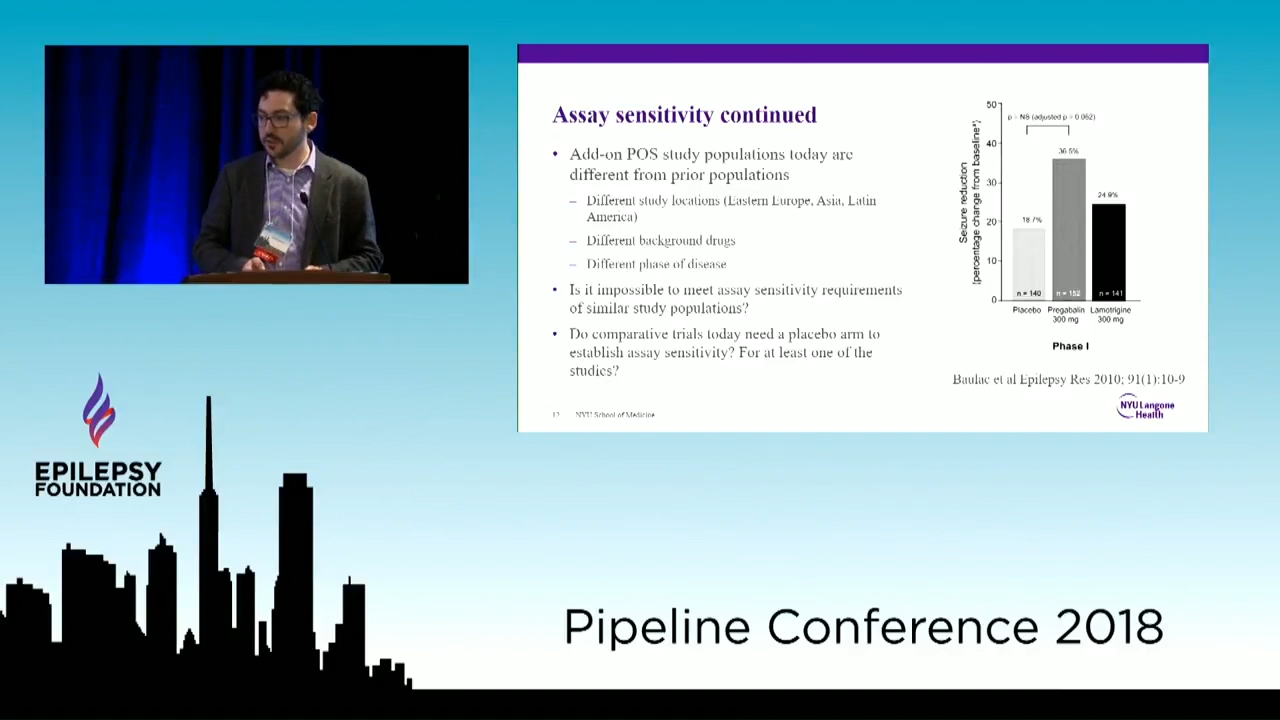 Assay sensitivity continued
• Add-on POS study populations today are
different from prior populations
– Different study locations (Eastern Europe, Asia, Latin
America)
– Different background drugs
– Different phase of disease
• Is it impossible to meet assay sensitivity requirements
of similar study populations?
• Do comparative trials today need a placebo arm to
establish assay sensitivity? For at least one of the
studies?
12 NYU School of Medicine
Seizure reduction
(percentage change from baseline*)
50
40
30
20
10
0
p = NS (adjusted p = 0.062)
18.7%
36.5%
24.9%
n = 140
n = 152
n = 141
Placebo
Pregabalin
300 mg
Lamotrigine
300 mg
Phase I
Baulac et al Epilepsy Res 2010; 91(1):10-9
NYU Langone
Health
EPILEPSY
FOUNDATION
Pipeline Conference 2018